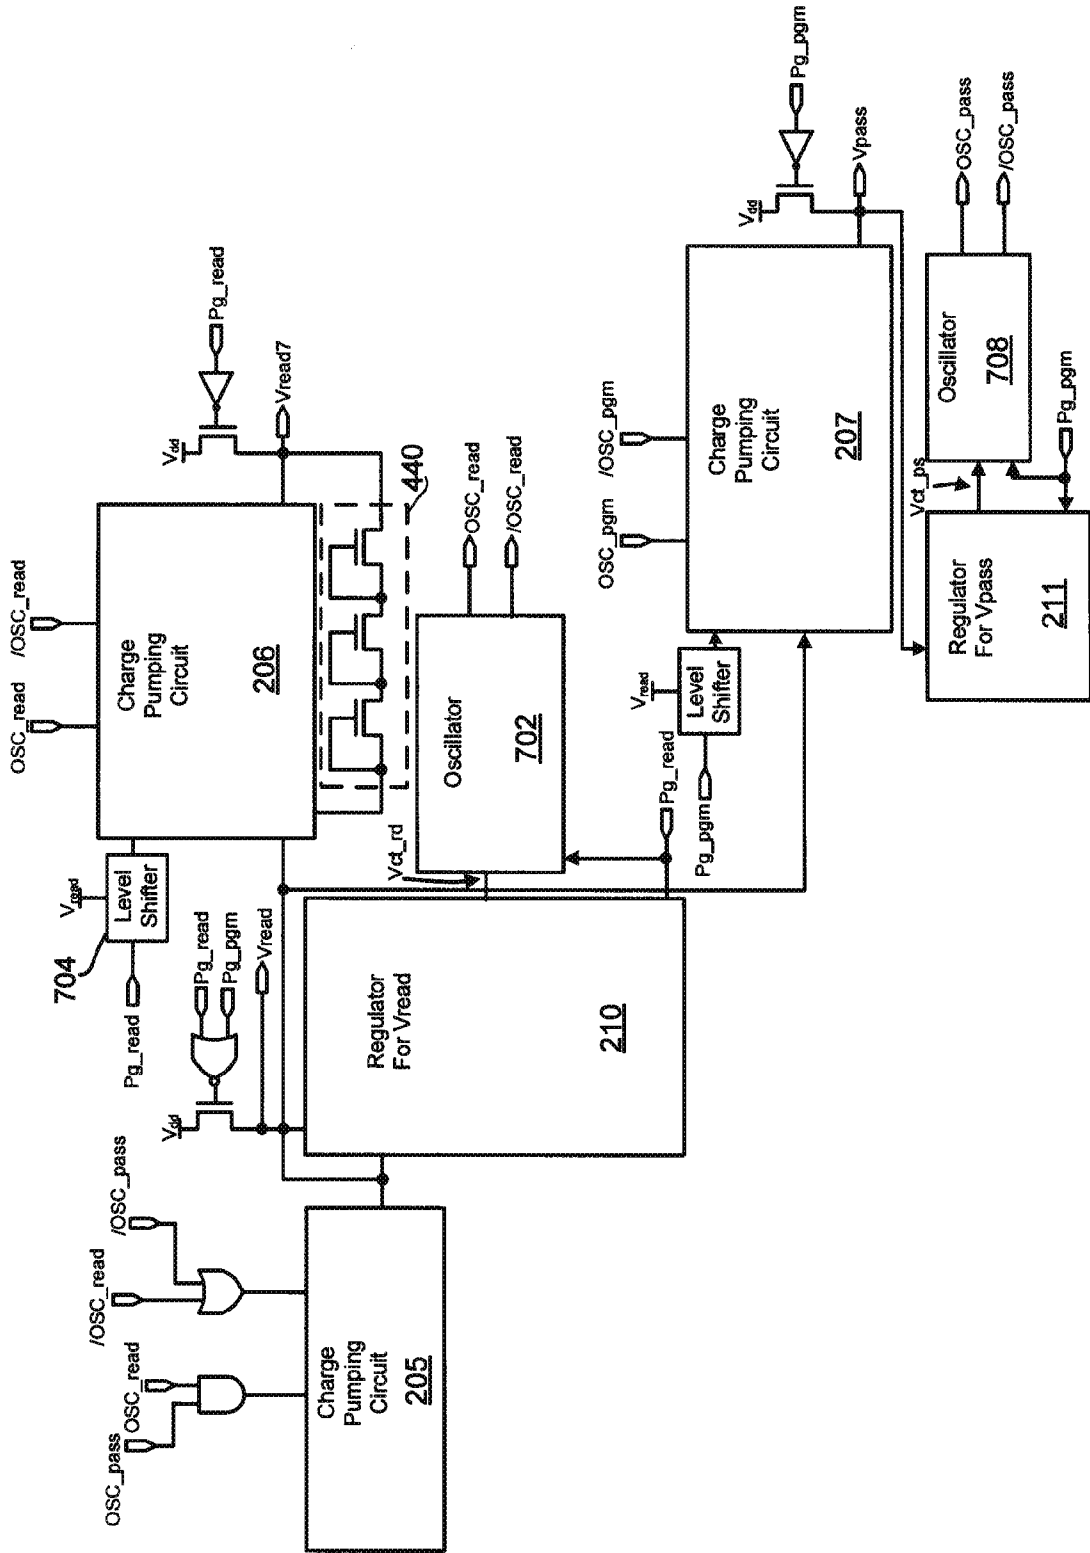 OSC_read
/OSC_read
Vread
704
Level
Shifter
Pg_read
Charge
Pumping
Circuit
206
Vdd
Pg_read
Vread7
440
OSC_pass
OSC_read
/OSC_read
/OSC_pass
Charge
Pumping
Circuit
205
Vdd
Pg_read
Pg_pgm
Vread
Regulator
For Vread
210
Vct_rd
Oscillator
702
OSC_read
/OSC_read
Pg_read
Vread
Level
Shifter
Pg_pgm
OSC_pgm
/OSC_pgm
Charge
Pumping
Circuit
207
Vdd
Pg_pgm
Vpass
Regulator
For Vpass
211
Vct_ps
Oscillator
708
OSC_pass
/OSC_pass
Pg_pgm